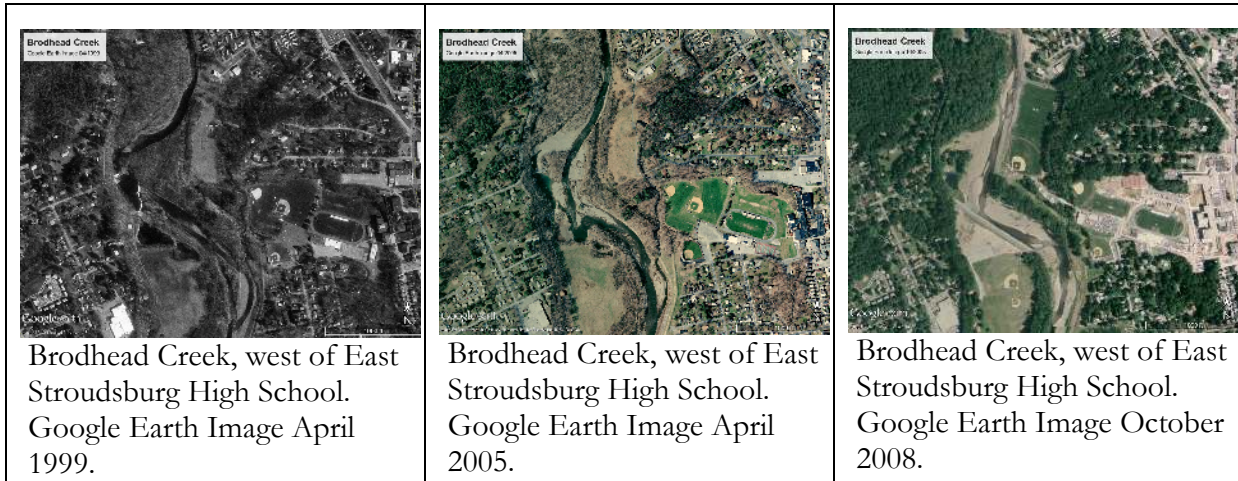 Brodhead Creek
Brodhead Creek
Brodhead Creek
Brodhead Creek, west of East
Stroudsburg High School.
Google Earth Image April
1999.
Brodhead Creek, west of East
Stroudsburg High School.
Google Earth Image April
2005.
Brodhead Creek, west of East
Stroudsburg High School.
Google Earth Image October
2008.